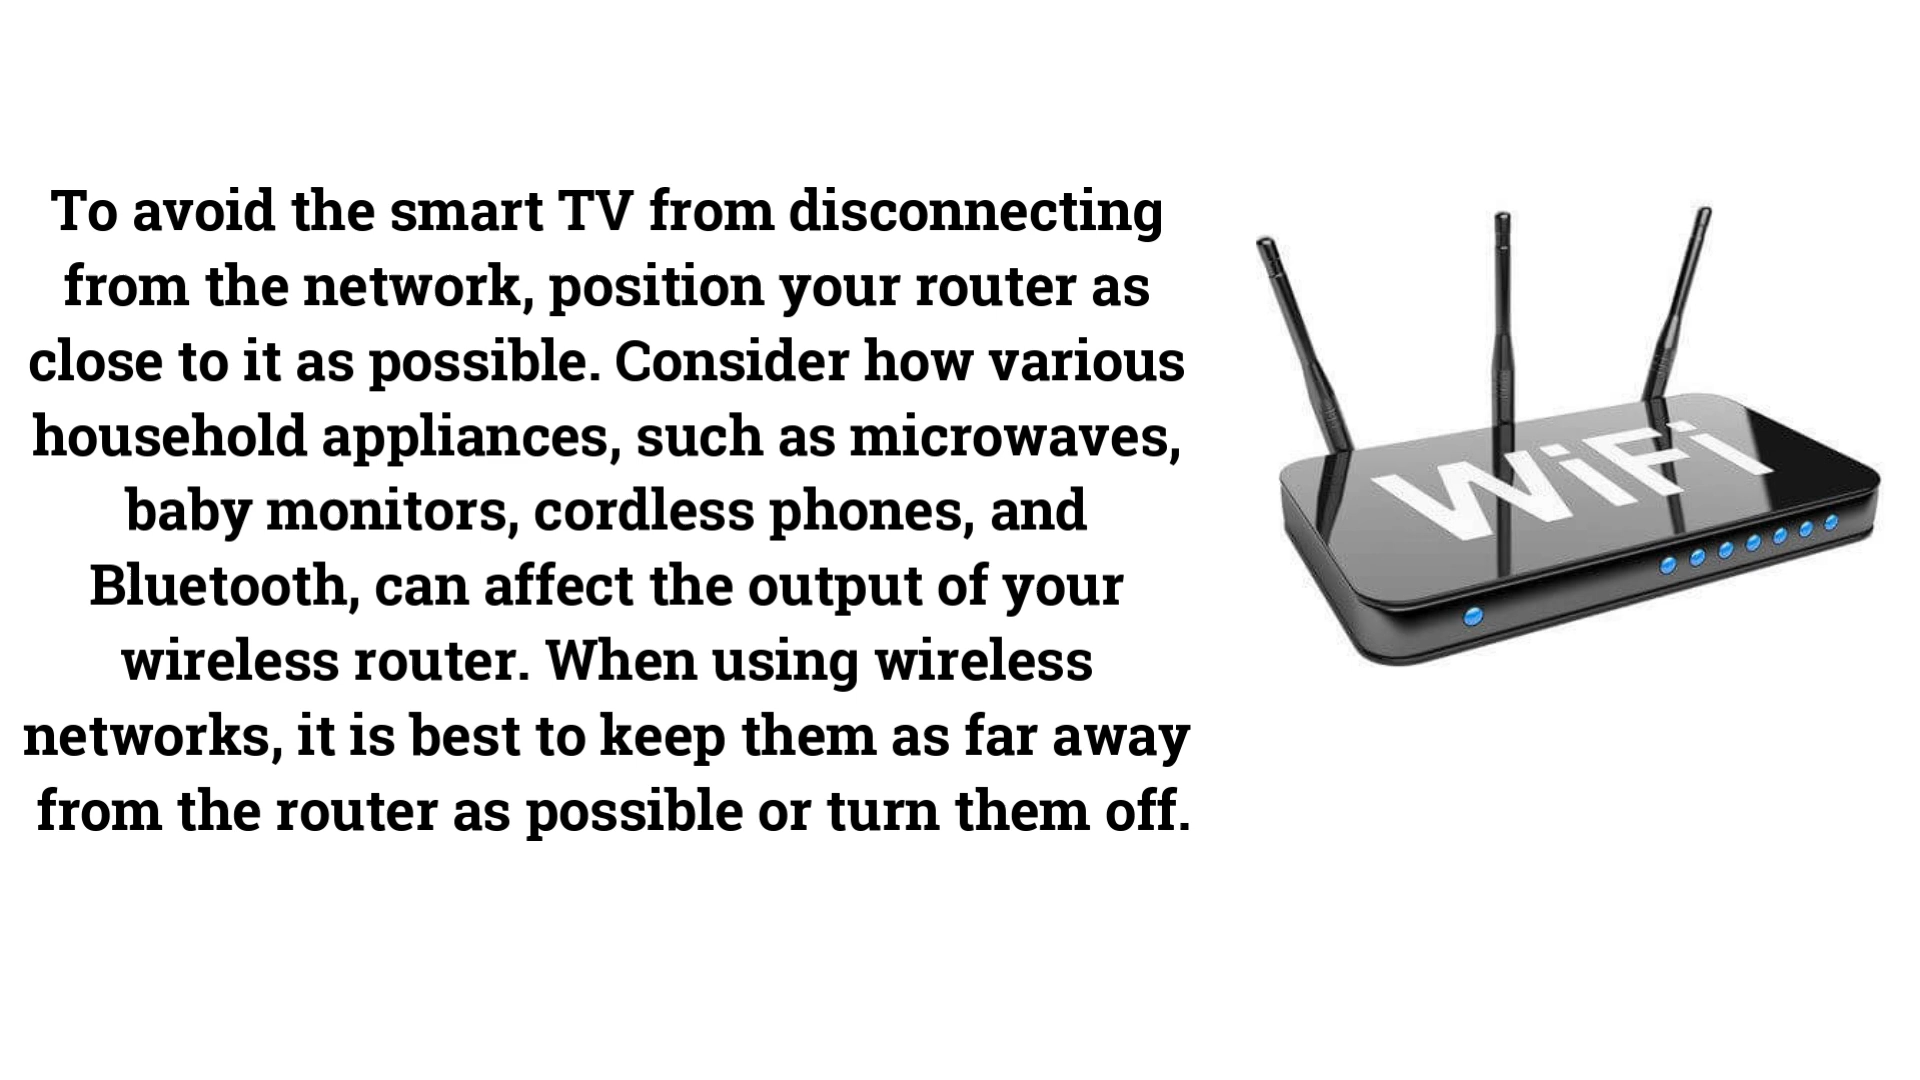 To avoid the smart TV from disconnecting
from the network, position your router as
close to it as possible. Consider how various
household appliances, such as microwaves,
baby monitors, cordless phones, and
Bluetooth, can affect the output of your
wireless router. When using wireless
networks, it is best to keep them as far away
from the router as possible or turn them off.
WiFi